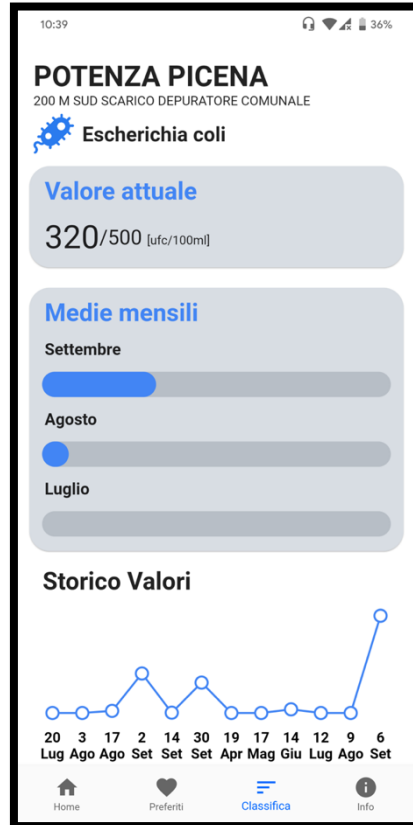 10:39 36%
POTENZA PICENA
200 M SUD SCARICO DEPURATORE COMUNALE
Escherichia coli
Valore attuale
320/500 [ufc/100ml]
Medie mensili
Settembre
Agosto
Luglio
Storico Valori
20 3 17 2 14 30 19 17 14 12 9 6
Lug Ago Ago Set Set Set Apr Mag Giu Lug Ago Set
Home Preferiti Classifica Info